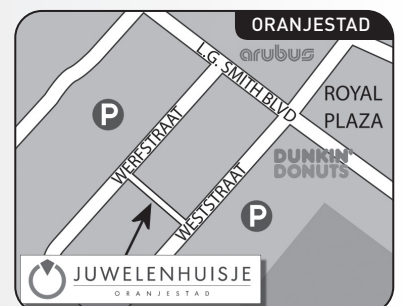 ORANJESTAD
arubus
L.G. SMITH BLVD
ROYAL
PLAZA
P
WERFSTRAAT
DUNKIN'
DONUTS
WESTSTRAAT
P
JUWELENHUISJE
ORANJESTAD